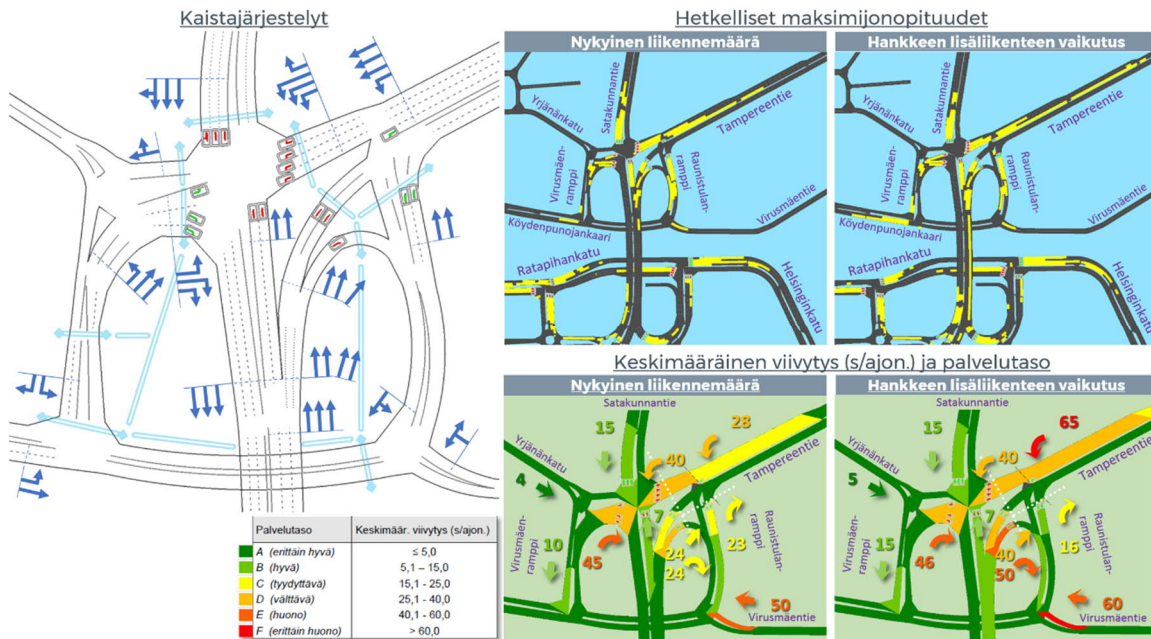 Kaistajärjestelyt
Hetkelliset maksimijonopituudet
Nykyinen liikennemäärä
Hankkeen lisäliikenteen vaikutus
Yrjänänkatu
Satakunnantie
Tampereentie
Virusmäen-
ramppi
Raunistulan-
ramppi
Virusmäentie
Köydenpunojankaari
Ratapihankatu
Helsinginkatu
Yrjänänkatu
Satakunnantie
Tampereentie
Virusmäen-
ramppi
Raunistulan-
ramppi
Virusmäentie
Köydenpunojankaari
Ratapihankatu
Helsinginkatu
Keskimääräinen viivytys (s/ajon.) ja palvelutaso
Nykyinen liikennemäärä
Hankkeen lisäliikenteen vaikutus
Satakunnantie
15
28
40
Yrjänänkatu
Tampereentie
4
7
10
45
24
24
23
Virusmäen-
ramppi
Raunistulan-
ramppi
50
Virusmäentie
Satakunnantie
15
65
40
Yrjänänkatu
Tampereentie
5
7
15
46
40
50
16
Virusmäen-
ramppi
Raunistulan-
ramppi
60
Virusmäentie
Palvelutaso
Keskimäär. viivytys (s/ajon.)
A (erittäin hyvä)
≤ 5,0
B (hyvä)
5,1 – 15,0
C (tyydyttävä)
15,1 - 25,0
D (välttävä)
25,1 - 40,0
E (huono)
40,1 - 60,0
F (erittäin huono)
> 60,0